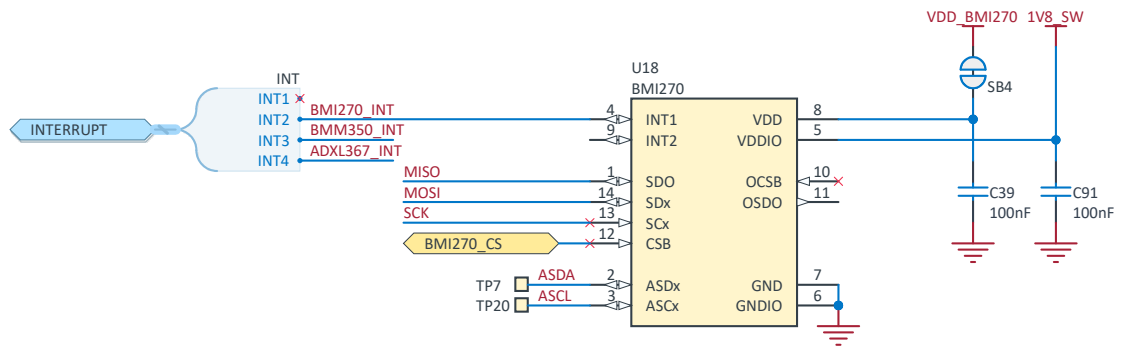 VDD_BMI270 1V8_SW
SB4
C39
100nF
C91
100nF
INTERRUPT
INT
INT1
INT2
INT3
INT4
BMI270_INT
BMM350_INT
ADXL367_INT
MISO
MOSI
SCK
BMI270_CS
TP7
ASDA
TP20
ASCL
U18
BMI270
4 INT1 VDD 8
9 INT2 VDDIO 5
1 SDO OCSB 10
14 SDx OSDO 11
13 SCx
12 CSB
2 ASDx GND 7
3 ASCx GNDIO 6